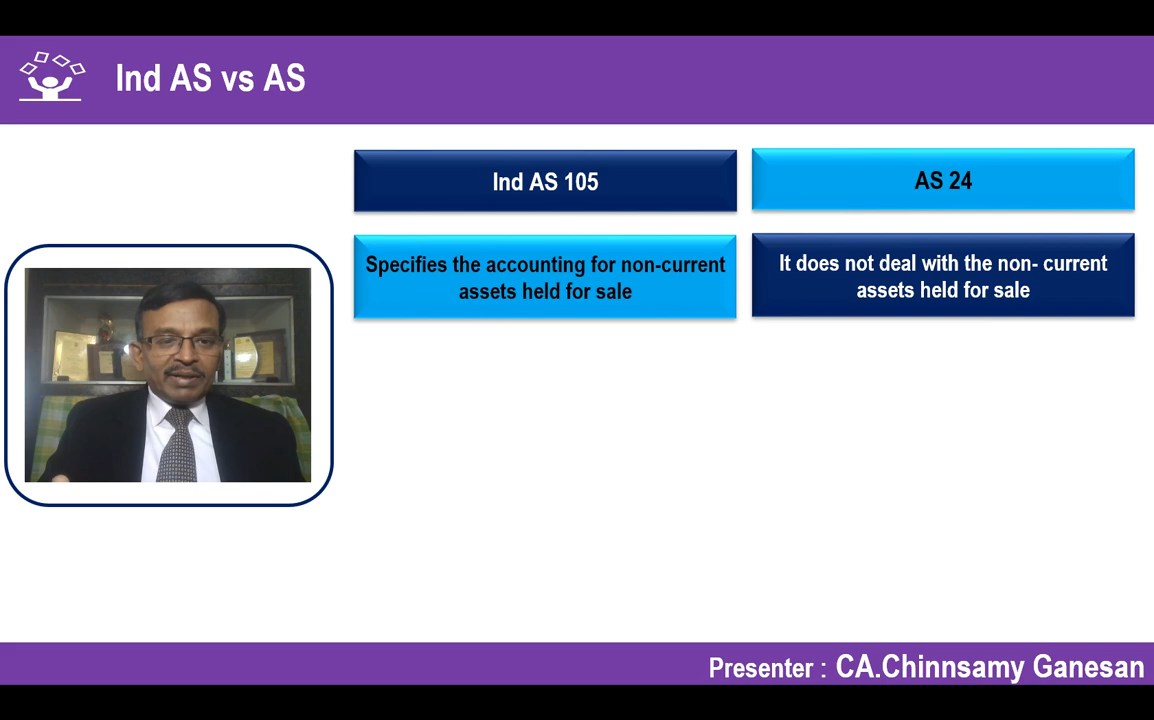 Ind AS vs AS
Ind AS 105
AS 24
Specifies the accounting for non-current
assets held for sale
It does not deal with the non- current
assets held for sale
Presenter : CA.Chinnsamy Ganesan